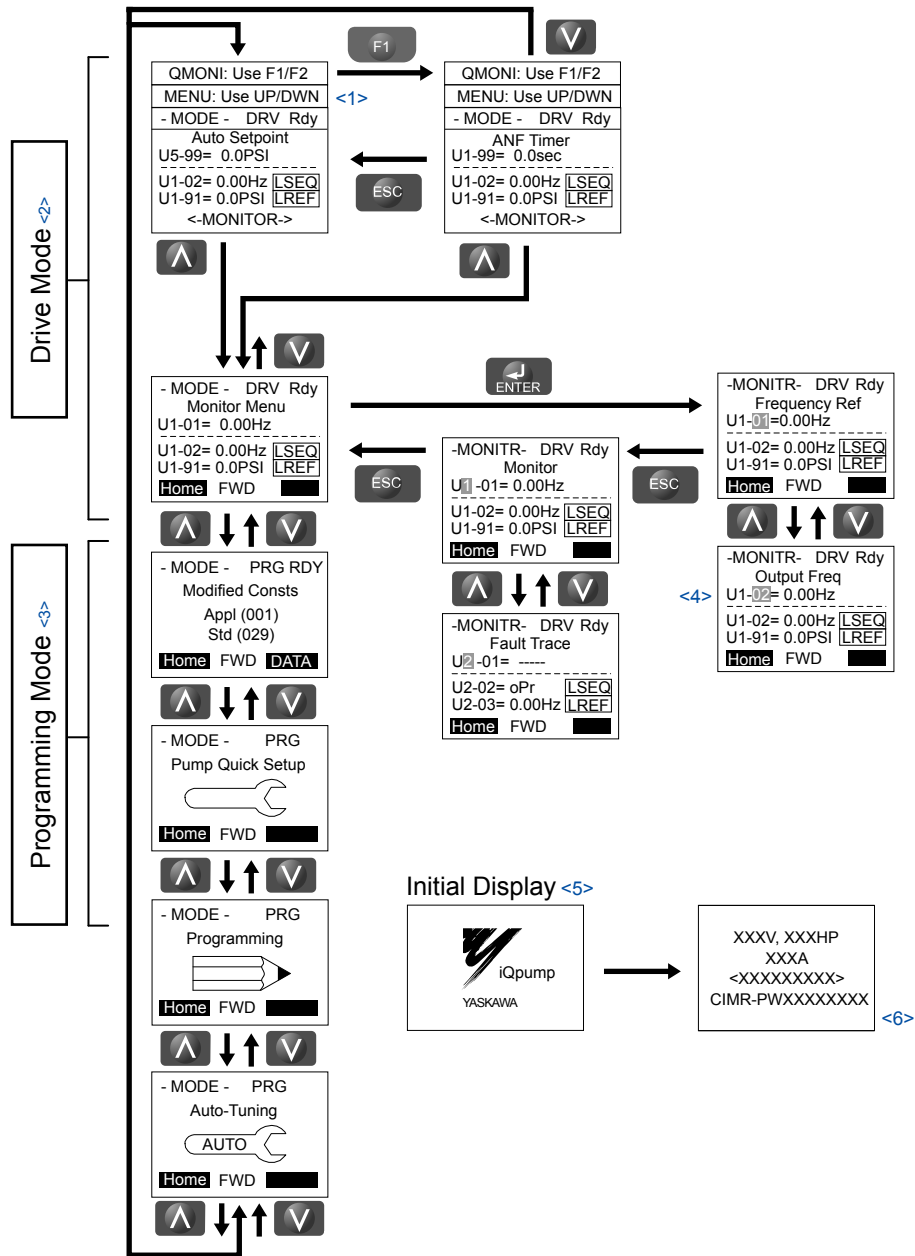 F1
QMONI: Use F1/F2
MENU: Use UP/DWN
- MODE - DRV Rdy
Auto Setpoint
U5-99= 0.0PSI
U1-02= 0.00Hz LSEQ
U1-91= 0.0PSI LREF
<-MONITOR->
<1>
QMONI: Use F1/F2
MENU: Use UP/DWN
- MODE - DRV Rdy
ANF Timer
U1-99= 0.0sec
U1-02= 0.00Hz LSEQ
U1-91= 0.0PSI LREF
<-MONITOR->
ESC
Drive Mode <2>
- MODE - DRV Rdy
Monitor Menu
U1-01= 0.00Hz
U1-02= 0.00Hz LSEQ
U1-91= 0.0PSI LREF
Home FWD
ENTER
ESC
-MONITR- DRV Rdy
Monitor
U1 -01= 0.00Hz
U1-02= 0.00Hz LSEQ
U1-91= 0.0PSI LREF
Home FWD
ESC
-MONITR- DRV Rdy
Frequency Ref
U1-01=0.00Hz
U1-02= 0.00Hz LSEQ
U1-91= 0.0PSI LREF
Home FWD
-MONITR- DRV Rdy
Fault Trace
U2 -01= -----
U2-02= oPr LSEQ
U2-03= 0.00Hz LREF
Home FWD
<4>
-MONITR- DRV Rdy
Output Freq
U1-02= 0.00Hz
U1-02= 0.00Hz LSEQ
U1-91= 0.0PSI LREF
Home FWD
Programming Mode <3>
- MODE - PRG RDY
Modified Consts
Appl (001)
Std (029)
Home FWD DATA
- MODE - PRG
Pump Quick Setup
Home FWD
- MODE - PRG
Programming
Home FWD
- MODE - PRG
Auto-Tuning
AUTO
Home FWD
Initial Display <5>
iQpump
YASKAWA
XXXV, XXXHP
XXXA
<XXXXXXXXX>
CIMR-PWXXXXXXXX
<6>